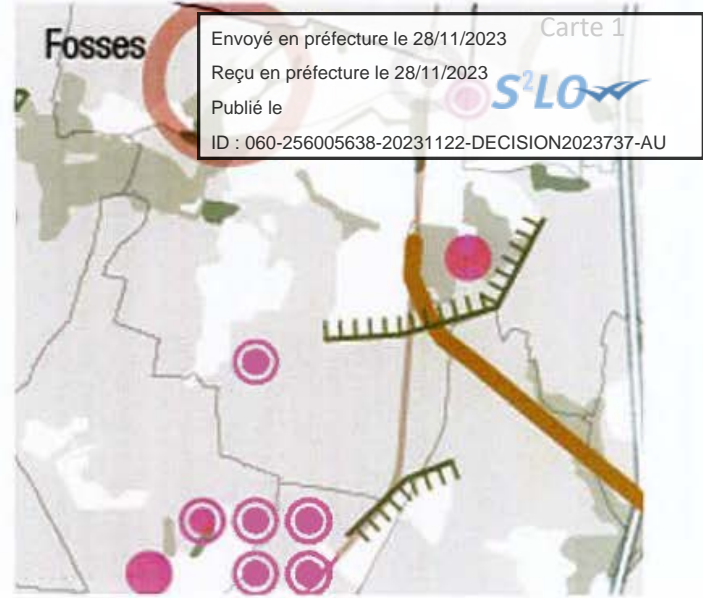 Fosses
Carte 1
Envoyé en préfecture le 28/11/2023
Reçu en préfecture le 28/11/2023
Publié le
S²LO
ID : 060-256005638-20231122-DECISION2023737-AU